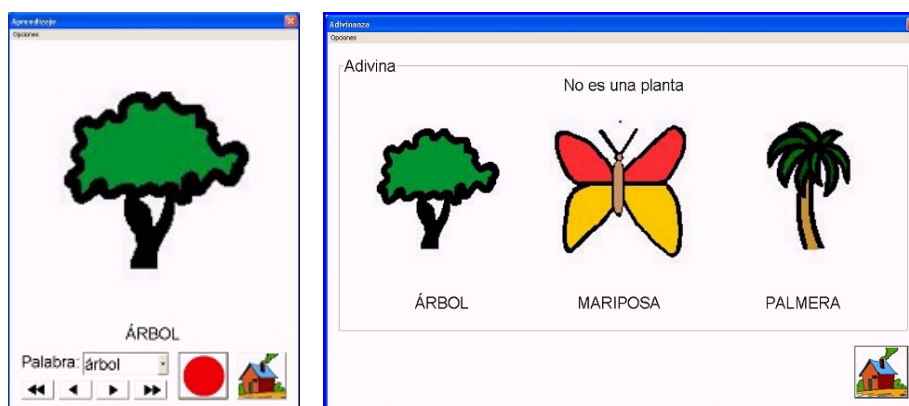 Aprendizaje
Opciones
ÁRBOL
Palabra: árbol
Adivinanza
Opciones
Adivina
No es una planta
ÁRBOL MARIPOSA PALMERA